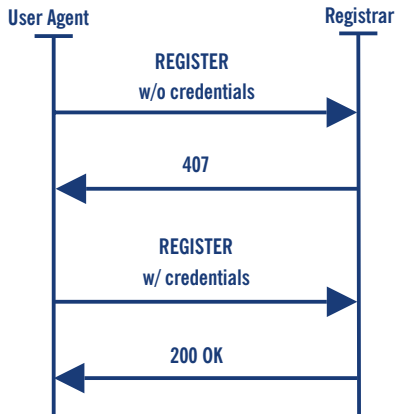 User Agent
Registrar
REGISTER
w/o credentials
407
REGISTER
w/ credentials
200 OK